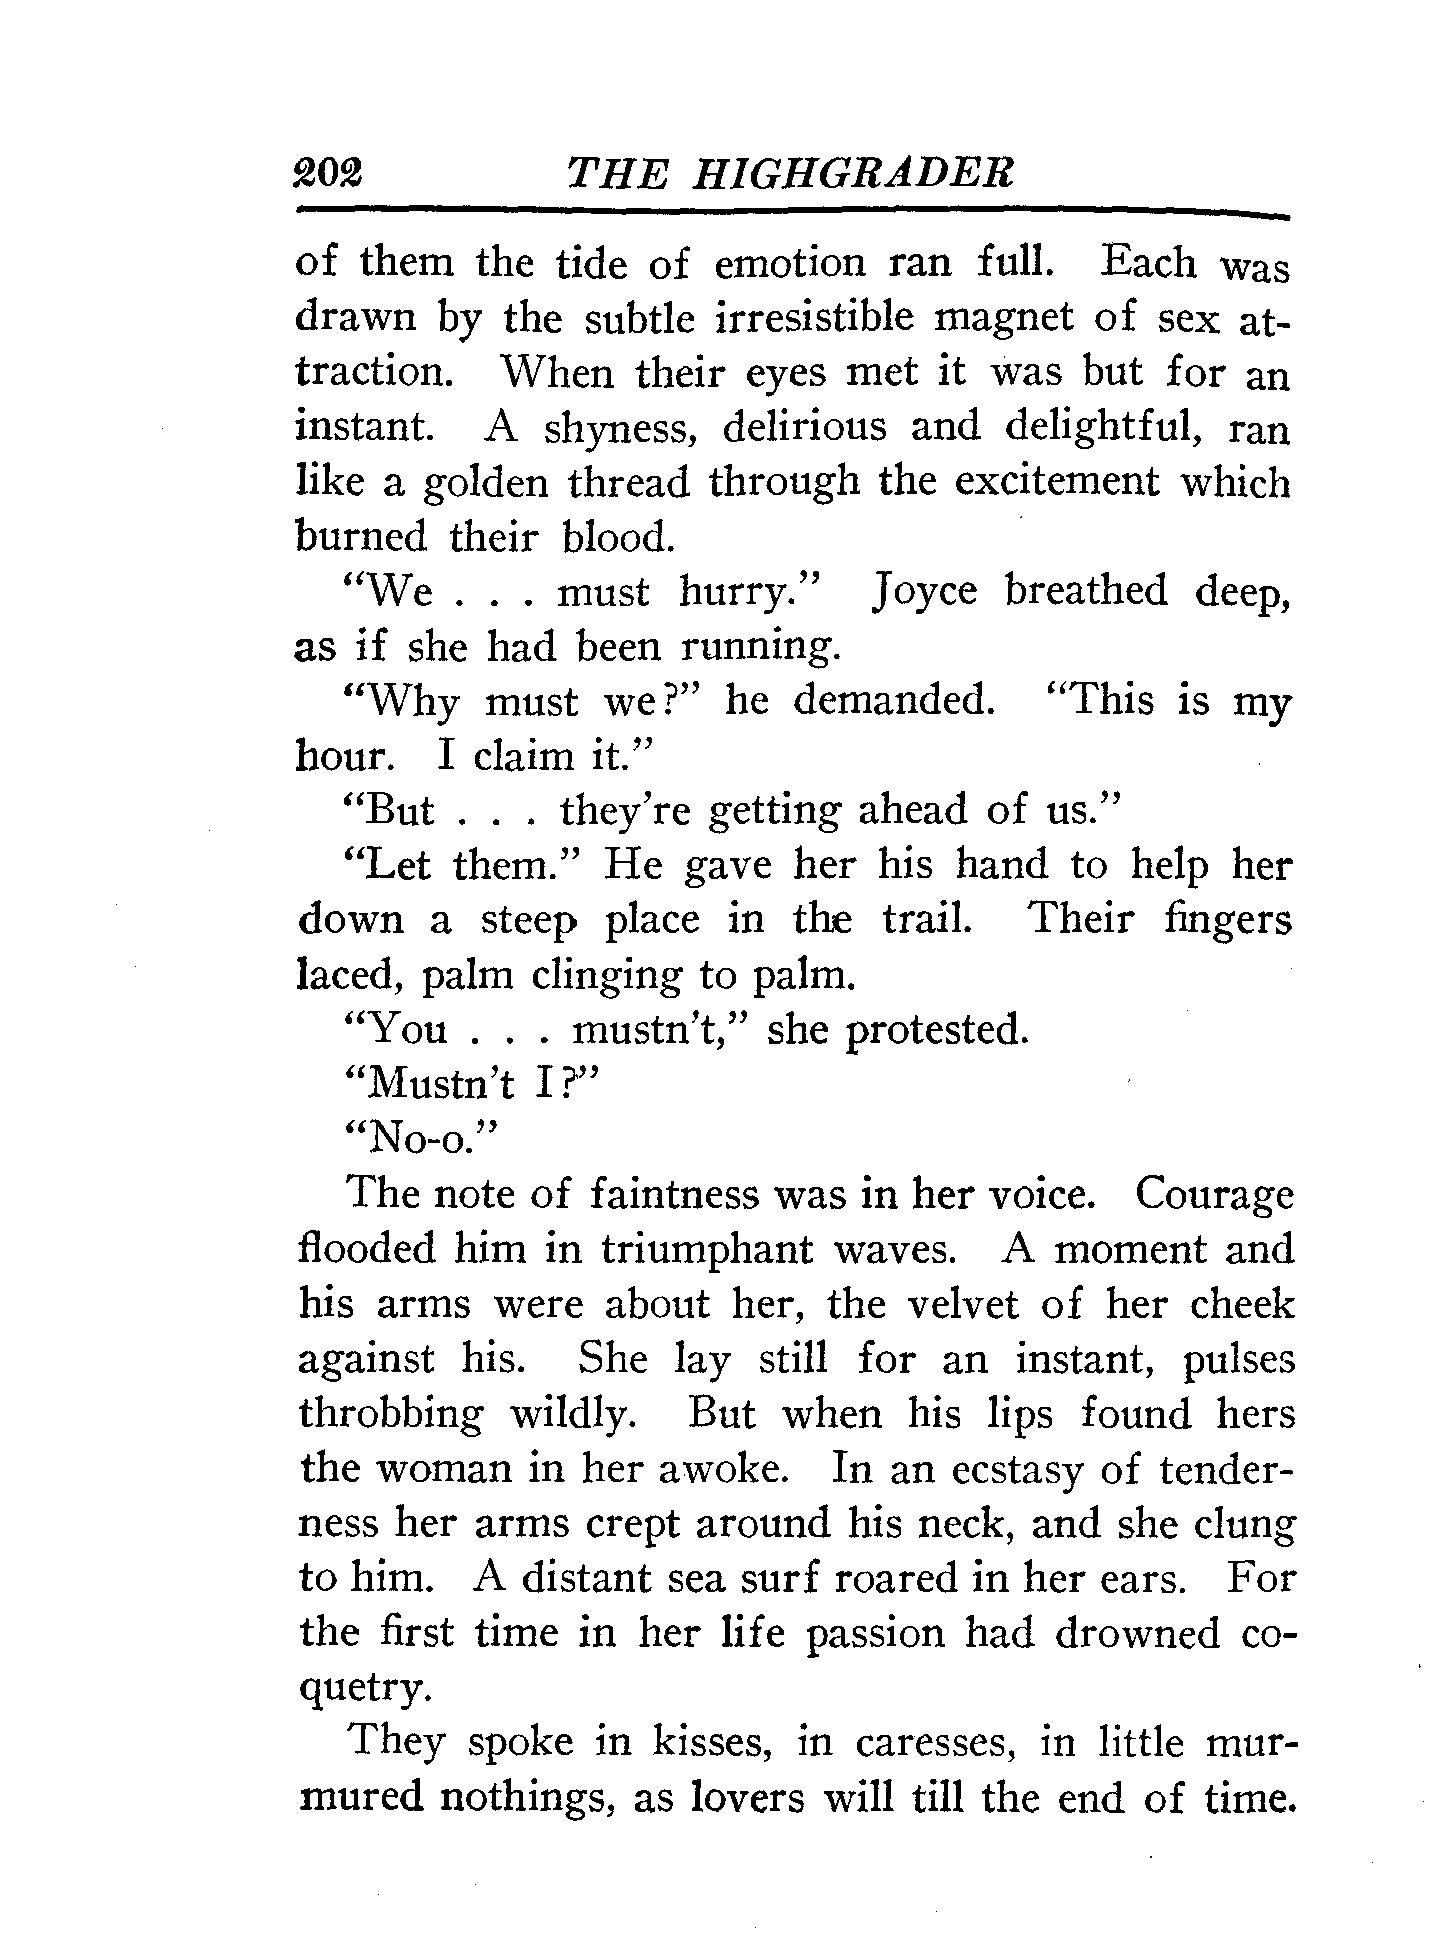 202 THE HIGHGRADER
of them the tide of emotion ran full. Each was
drawn by the subtle irresistible magnet of sex at-
traction. When their eyes met it was but for an
instant. A shyness, delirious and delightful, ran
like a golden thread through the excitement which
burned their blood.
"We . . . must hurry." Joyce breathed deep,
as if she had been running.
"Why must we?" he demanded. "This is my
hour. I claim it."
"But . . . they're getting ahead of us."
"Let them." He gave her his hand to help her
down a steep place in the trail. Their fingers
laced, palm clinging to palm.
"You . . . mustn't," she protested.
"Mustn't I?"
"No-o."
The note of faintness was in her voice. Courage
flooded him in triumphant waves. A moment and
his arms were about her, the velvet of her cheek
against his. She lay still for an instant, pulses
throbbing wildly. But when his lips found hers
the woman in her awoke. In an ecstasy of tender-
ness her arms crept around his neck, and she clung
to him. A distant sea surf roared in her ears. For
the first time in her life passion had drowned co-
quetry.
They spoke in kisses, in caresses, in little mur-
mured nothings, as lovers will till the end of time.